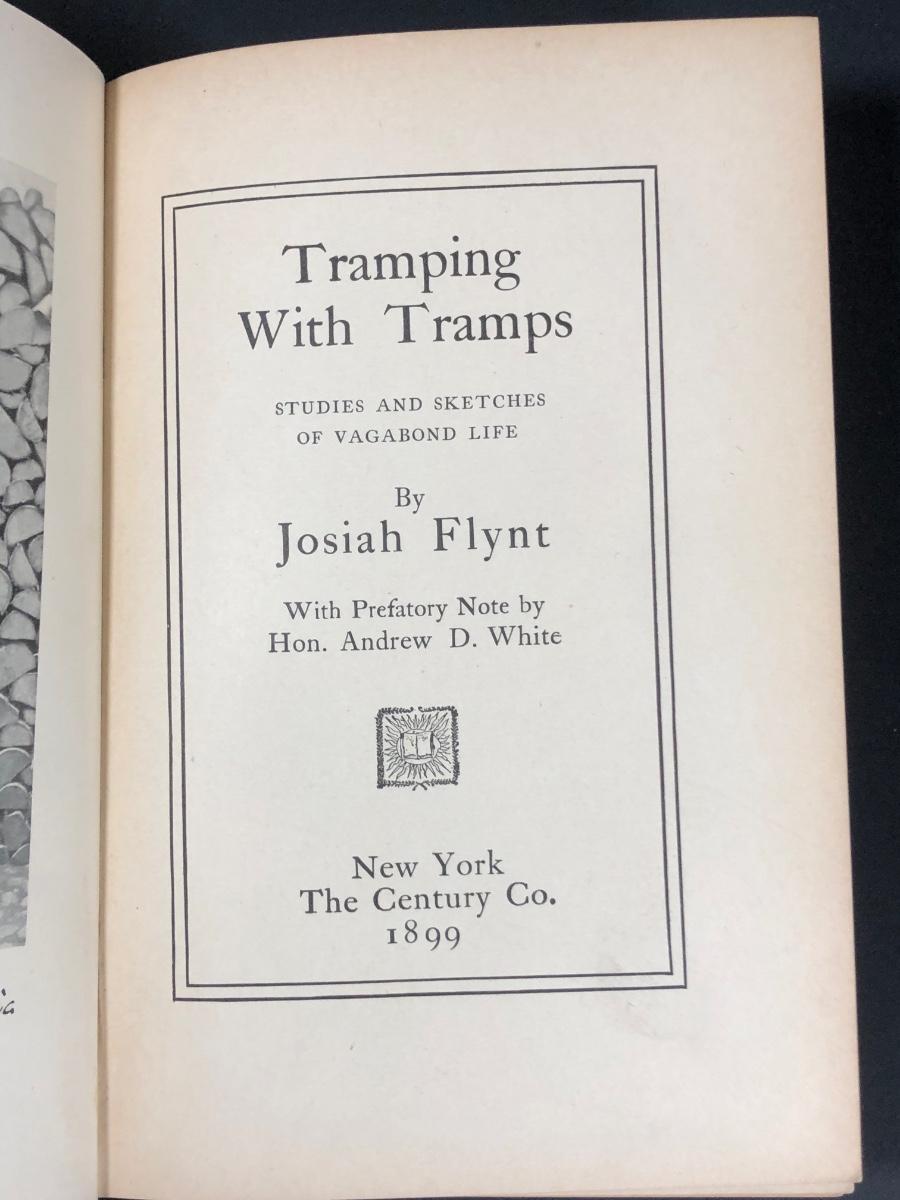 Tramping
With Tramps
STUDIES AND SKETCHES
OF VAGABOND LIFE
By
Josiah Flynt
With Prefatory Note by
Hon. Andrew D. White
New York
The Century Co.
1899